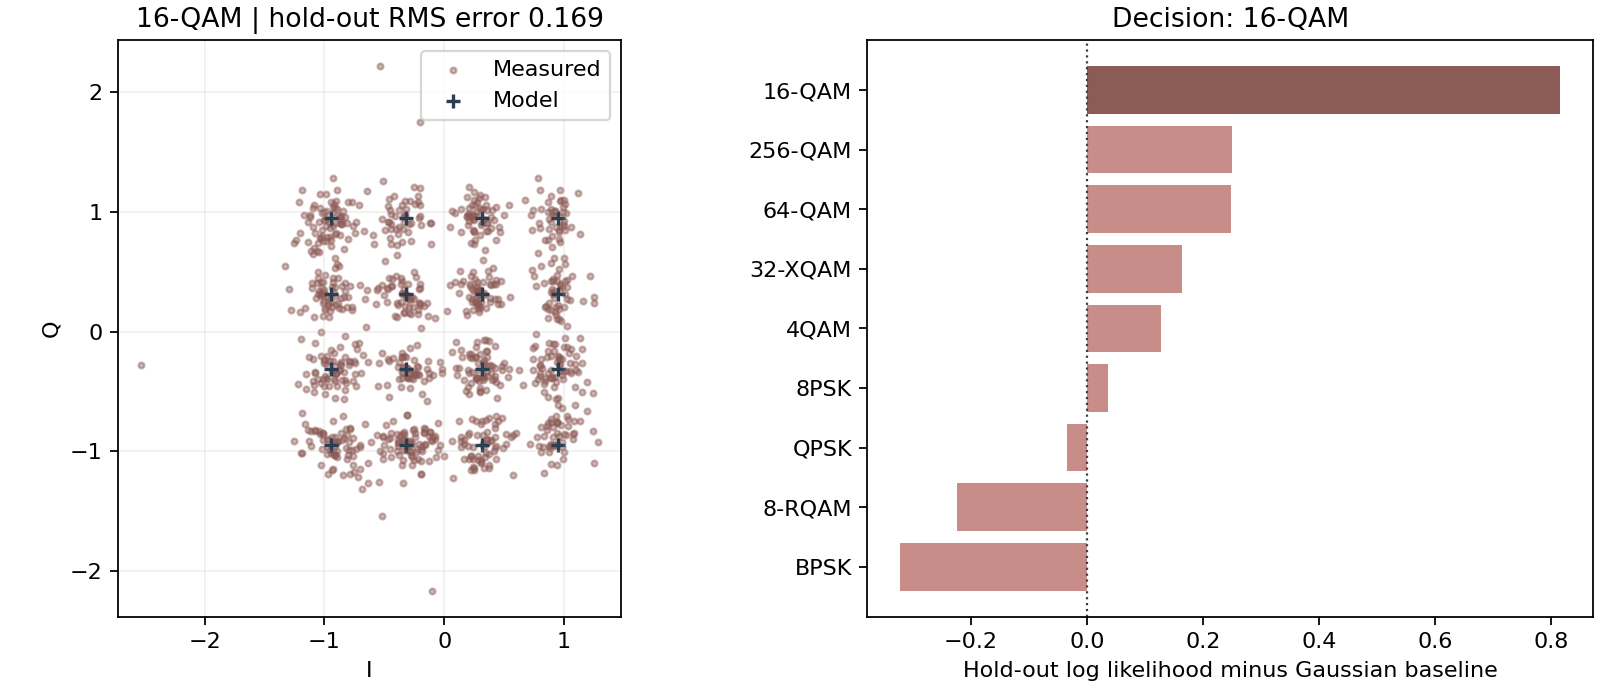 16-QAM | hold-out RMS error 0.169
Measured
Model
2
1
0
−1
−2
Q
−2
−1
0
1
I
Decision: 16-QAM
16-QAM
256-QAM
64-QAM
32-XQAM
4QAM
8PSK
QPSK
8-RQAM
BPSK
−0.2
0.0
0.2
0.4
0.6
0.8
Hold-out log likelihood minus Gaussian baseline